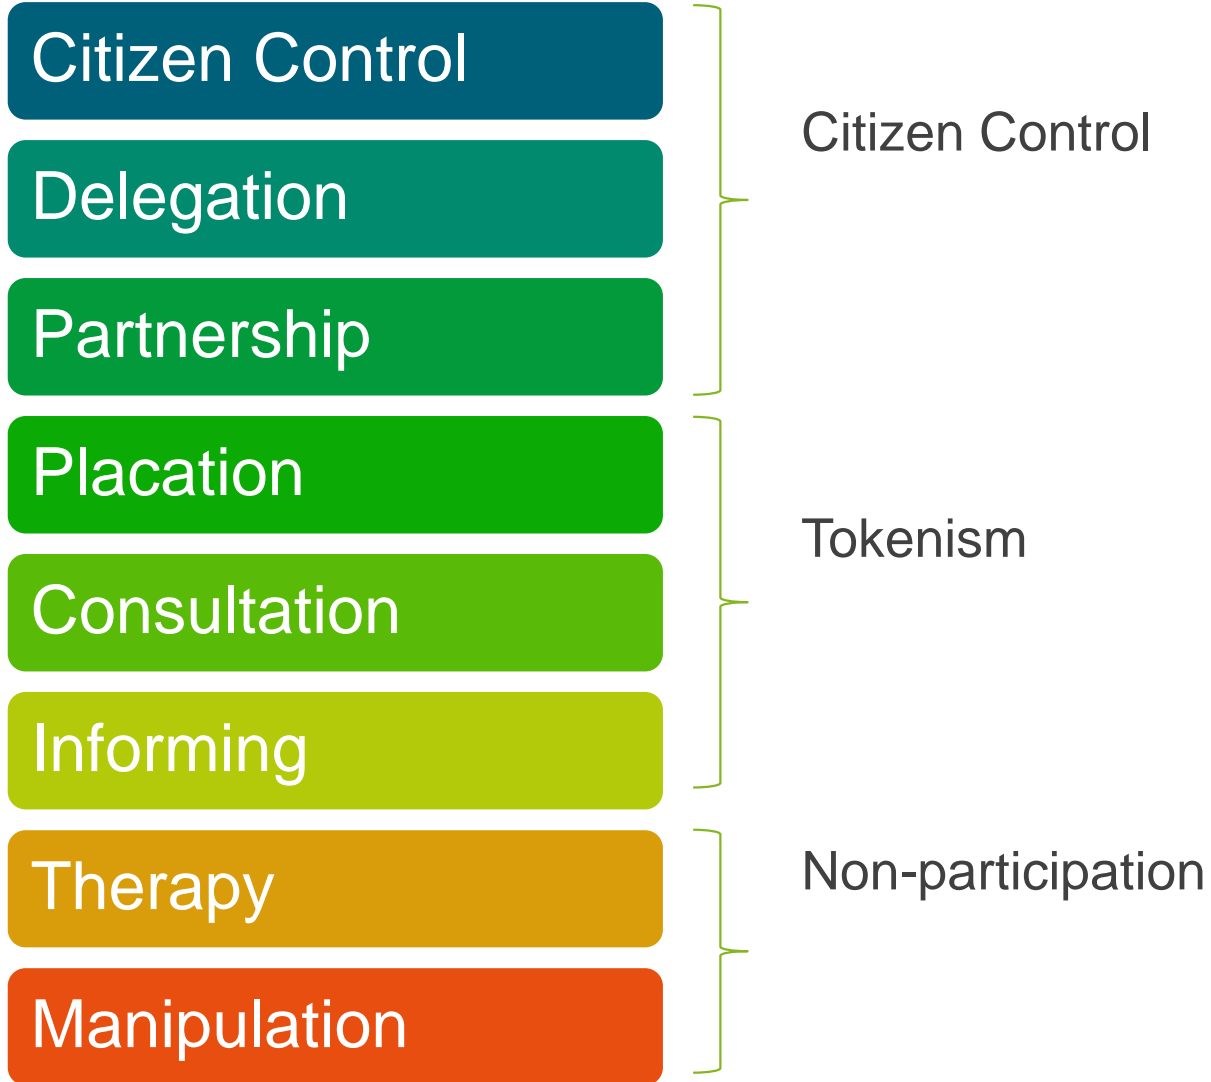 Citizen Control
Delegation
Partnership
Placation
Consultation
Informing
Therapy
Manipulation
Citizen Control
Tokenism
Non-participation